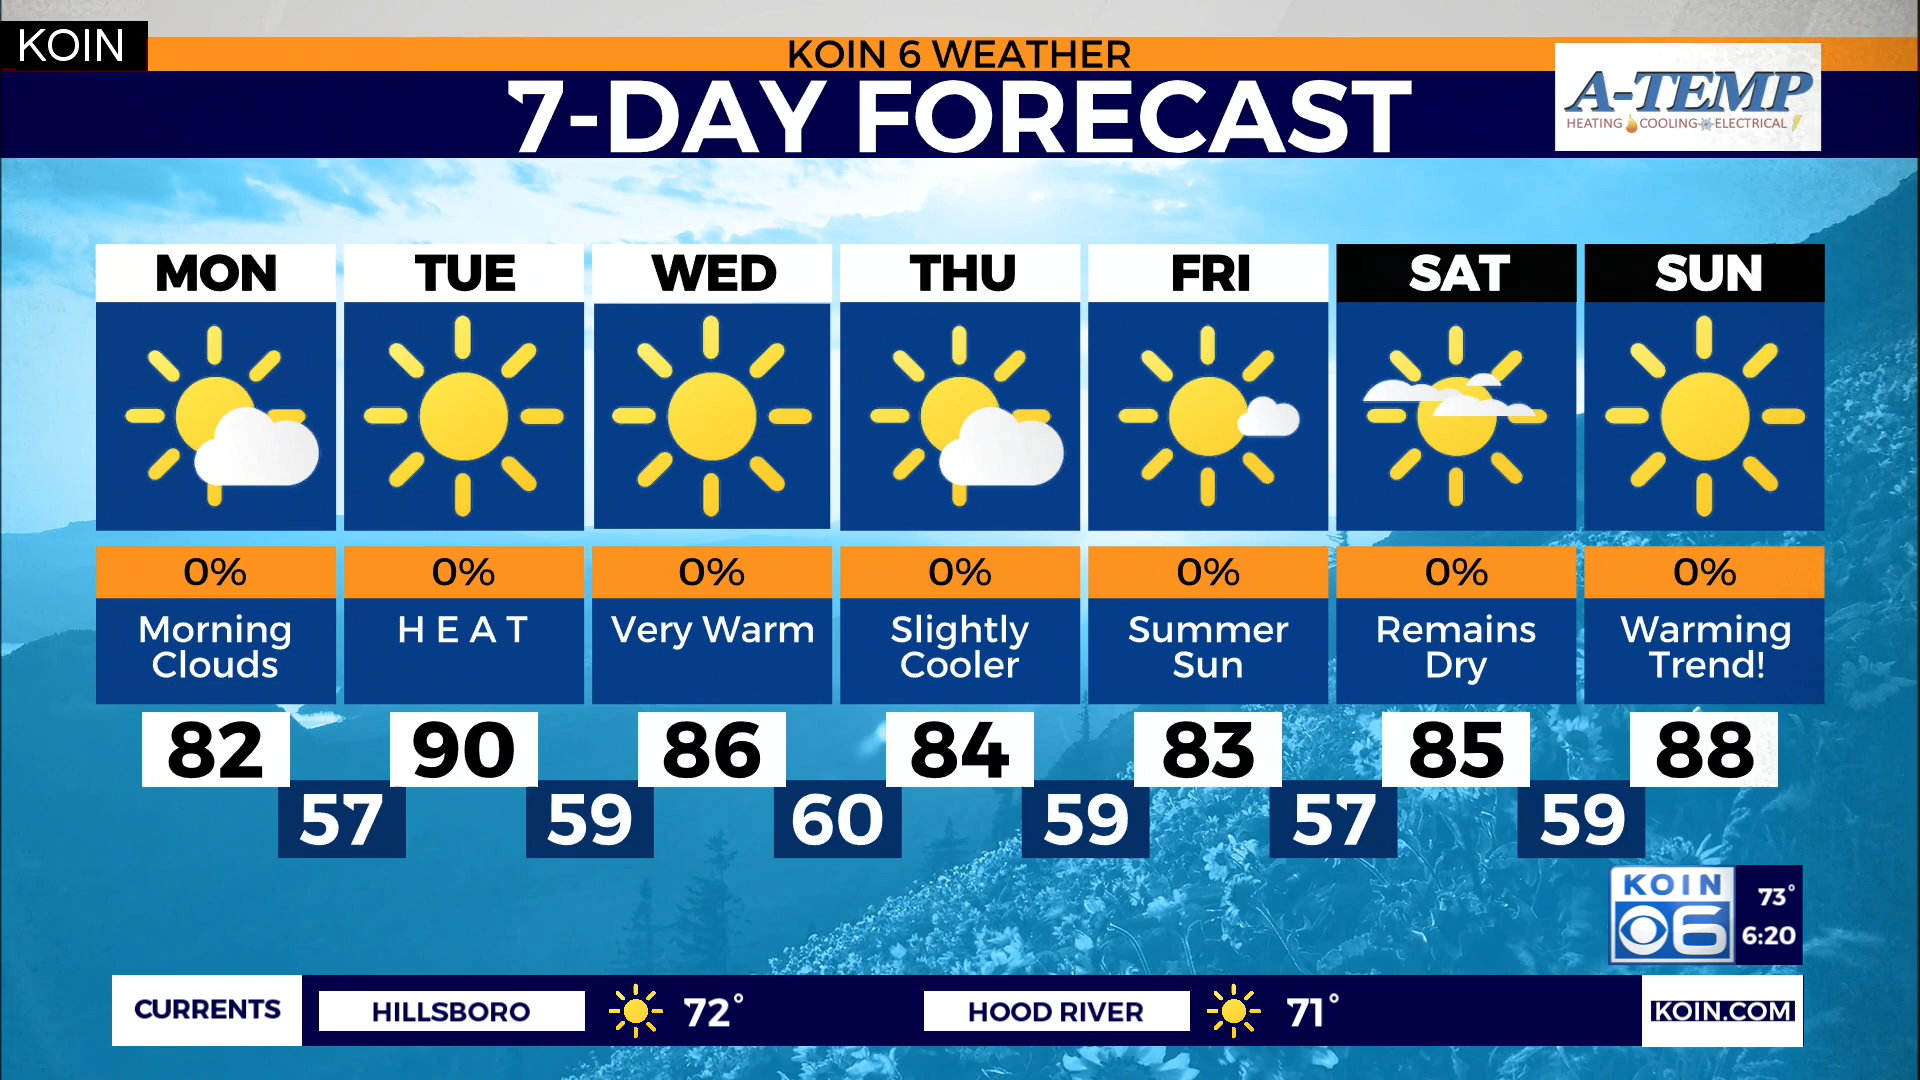 KOIN
KOIN 6 WEATHER
7-DAY FORECAST
A-TEMP
HEATING COOLING ELECTRICAL
MON TUE WED THU FRI SAT SUN
0% 0% 0% 0% 0% 0% 0%
Morning Clouds
H E A T
Very Warm
Slightly Cooler
Summer Sun
Remains Dry
Warming Trend!
82 90 86 84 83 85 88
57 59 60 59 57 59
KOIN
6
73°
6:20
CURRENTS HILLSBORO 72° HOOD RIVER 71° KOIN.COM